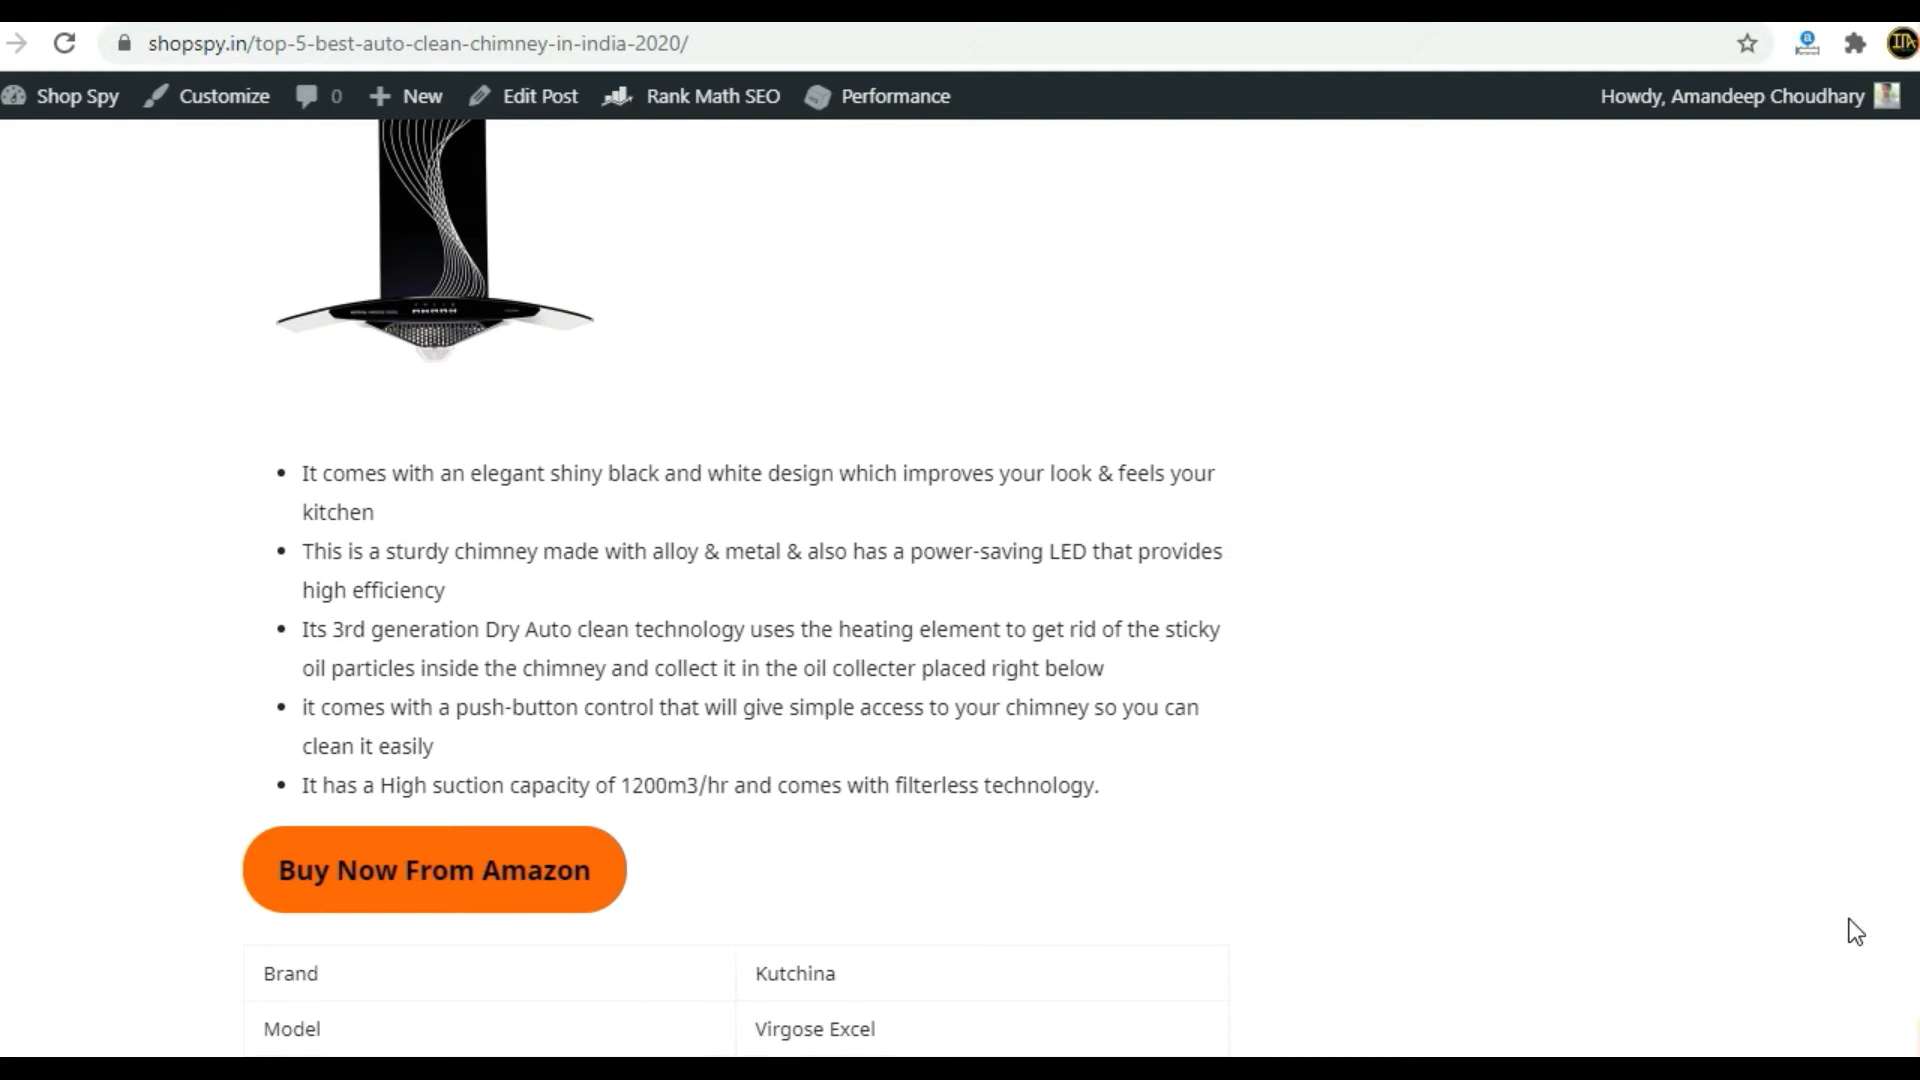 shopspy.in/top-5-best-auto-clean-chimney-in-india-2020/
Shop Spy Customize 0 New Edit Post Rank Math SEO Performance Howdy, Amandeep Choudhary
It comes with an elegant shiny black and white design which improves your look & feels your
kitchen
This is a sturdy chimney made with alloy & metal & also has a power-saving LED that provides
high efficiency
Its 3rd generation Dry Auto clean technology uses the heating element to get rid of the sticky
oil particles inside the chimney and collect it in the oil collecter placed right below
it comes with a push-button control that will give simple access to your chimney so you can
clean it easily
It has a High suction capacity of 1200m3/hr and comes with filterless technology.
Buy Now From Amazon
Brand Kutchina
Model Virgose Excel